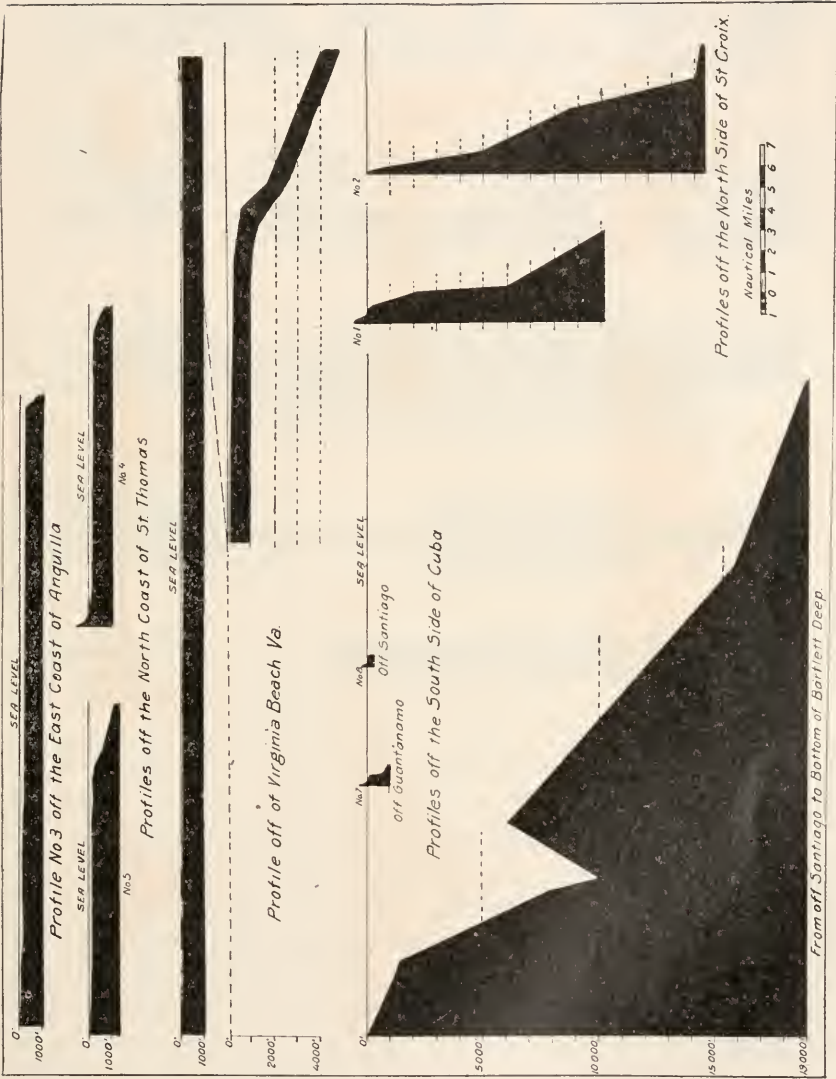 SEA LEVEL
0'
1000'
Profile No 3 off the East Coast of Anguilla
SEA LEVEL
0'
1000'
No 5
SEA LEVEL
No 4
Profiles off the North Coast of St. Thomas
SEA LEVEL
0'
1000'
0'
2000'
4000'
Profile off of Virginia Beach Va.
0'
5000'
10000'
15000'
19000'
SEA LEVEL
No 7
Off Guantánamo
No 8
Off Santiago
Profiles off the South Side of Cuba
From off Santiago to Bottom of Bartlett Deep.
No 1
No 2
Profiles off the North Side of St Croix.
Nautical Miles
1 0 1 2 3 4 5 6 7